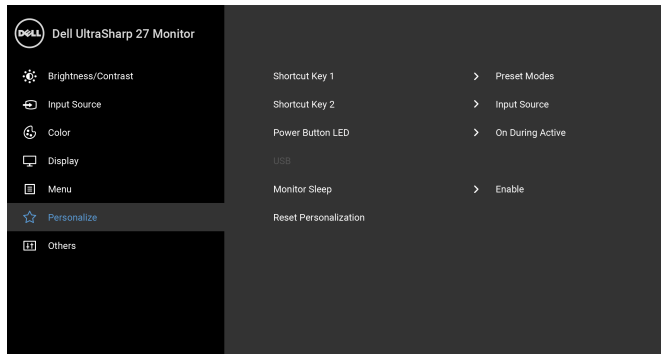 DELL Dell UltraSharp 27 Monitor
Brightness/Contrast Shortcut Key 1 Preset Modes
Input Source Shortcut Key 2 Input Source
Color Power Button LED On During Active
Display USB
Menu Monitor Sleep Enable
Personalize Reset Personalization
Others